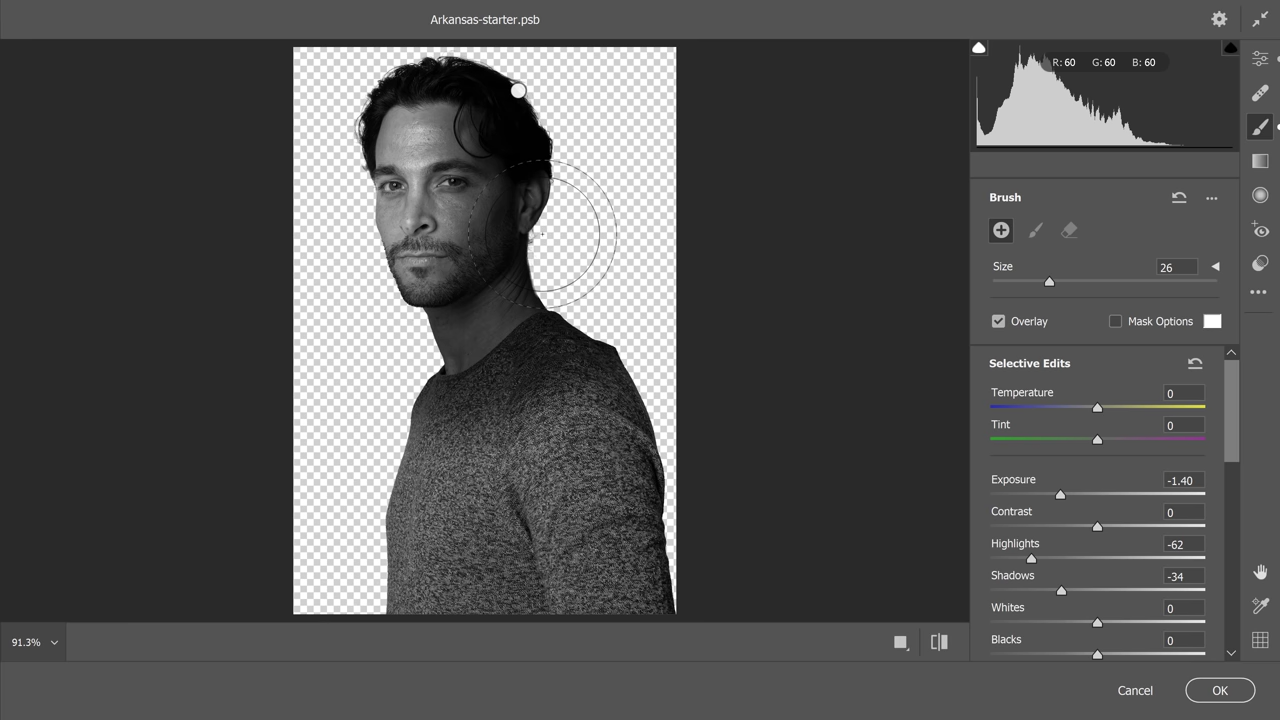 Arkansas-starter.psb
R: 60 G: 60 B: 60
Brush
Size 26
Overlay Mask Options
Selective Edits
Temperature 0
Tint 0
Exposure -1.40
Contrast 0
Highlights -62
Shadows -34
Whites 0
Blacks 0
91.3%
Cancel OK